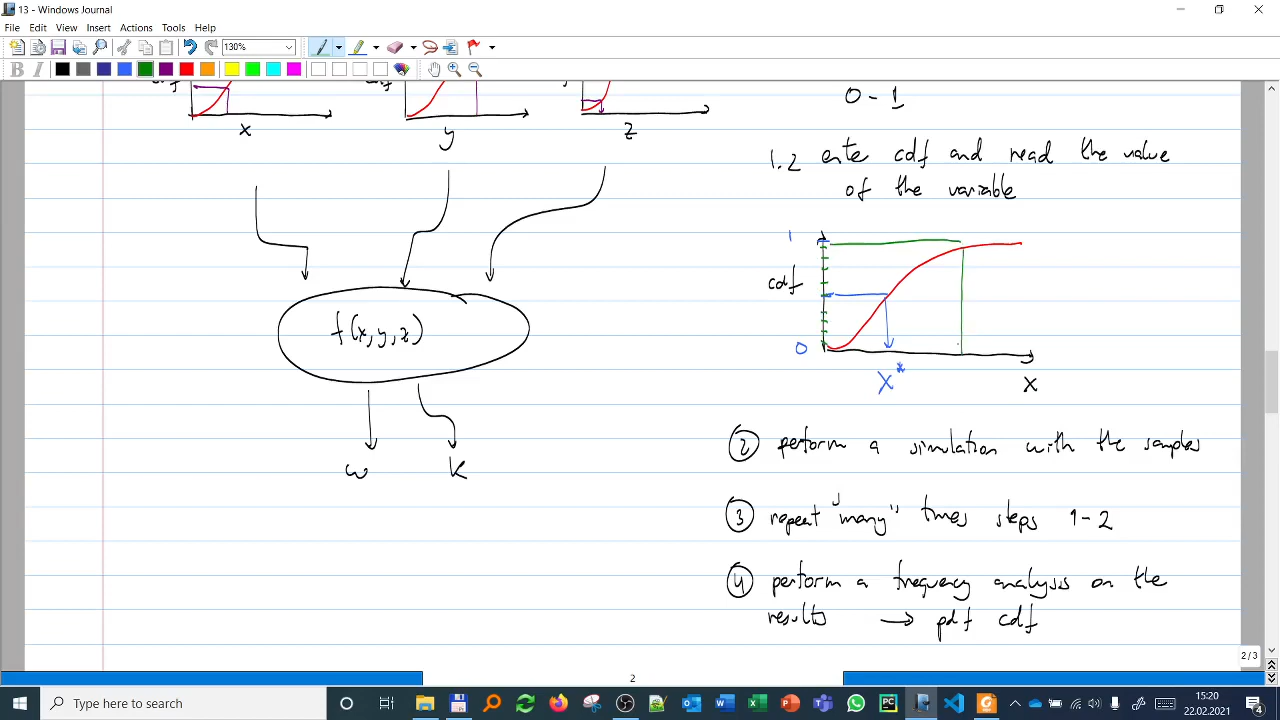 13 - Windows Journal
File Edit View Insert Actions Tools Help
130%
B I
x y z
f(x,y,z)
w k
0 - 1
1.2 enter cdf and read the value
of the variable
1
cdf
0
x*
x
② perform a simulation with the samples
③ repeat "many" times steps 1-2
④ perform a frequency analysis on the
results → pdf cdf
2/3
2
Type here to search
15:20
22.02.2021